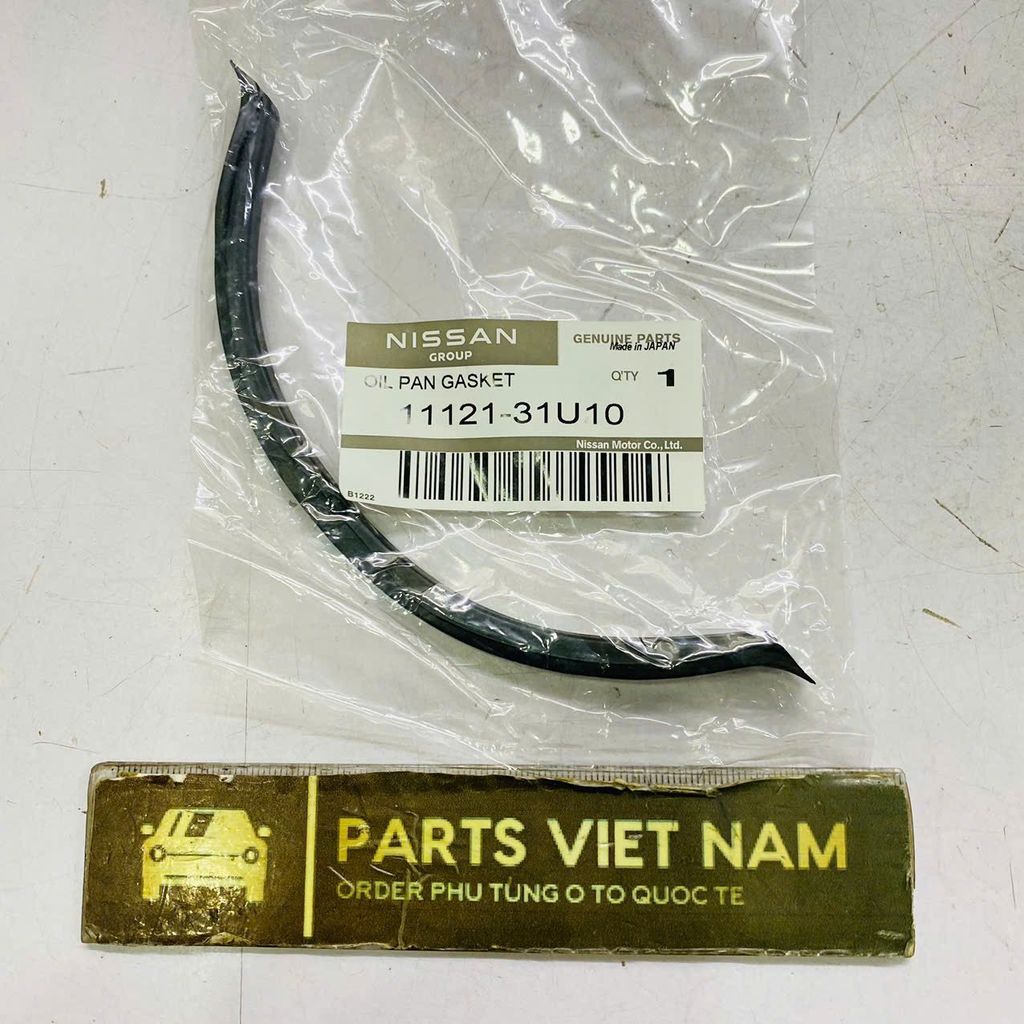 NISSAN
GROUP
GENUINE PARTS
Made in JAPAN
OIL PAN GASKET
Q'TY 1
11121-31U10
Nissan Motor Co., Ltd.
B1222
PARTS VIET NAM
ORDER PHU TUNG O TO QUOC TE